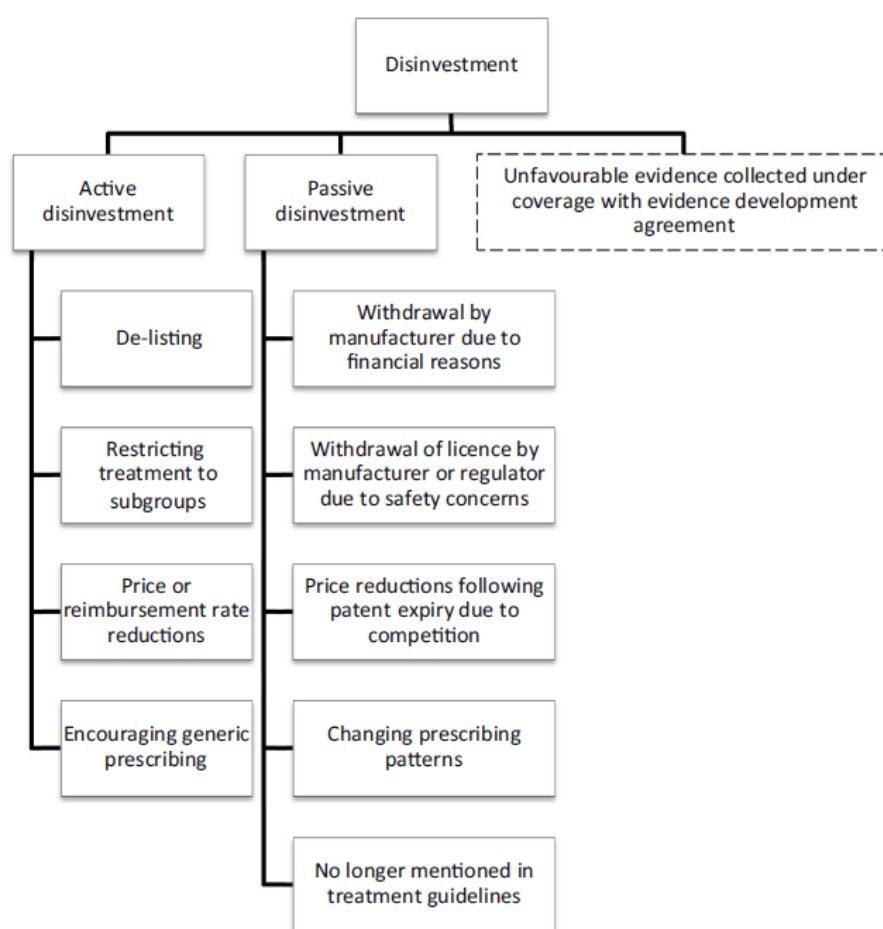 Disinvestment
Active
disinvestment
Passive
disinvestment
Unfavourable evidence collected under
coverage with evidence development
agreement
De-listing
Restricting
treatment to
subgroups
Price or
reimbursement rate
reductions
Encouraging generic
prescribing
Withdrawal by
manufacturer due to
financial reasons
Withdrawal of licence by
manufacturer or regulator
due to safety concerns
Price reductions following
patent expiry due to
competition
Changing prescribing
patterns
No longer mentioned in
treatment guidelines